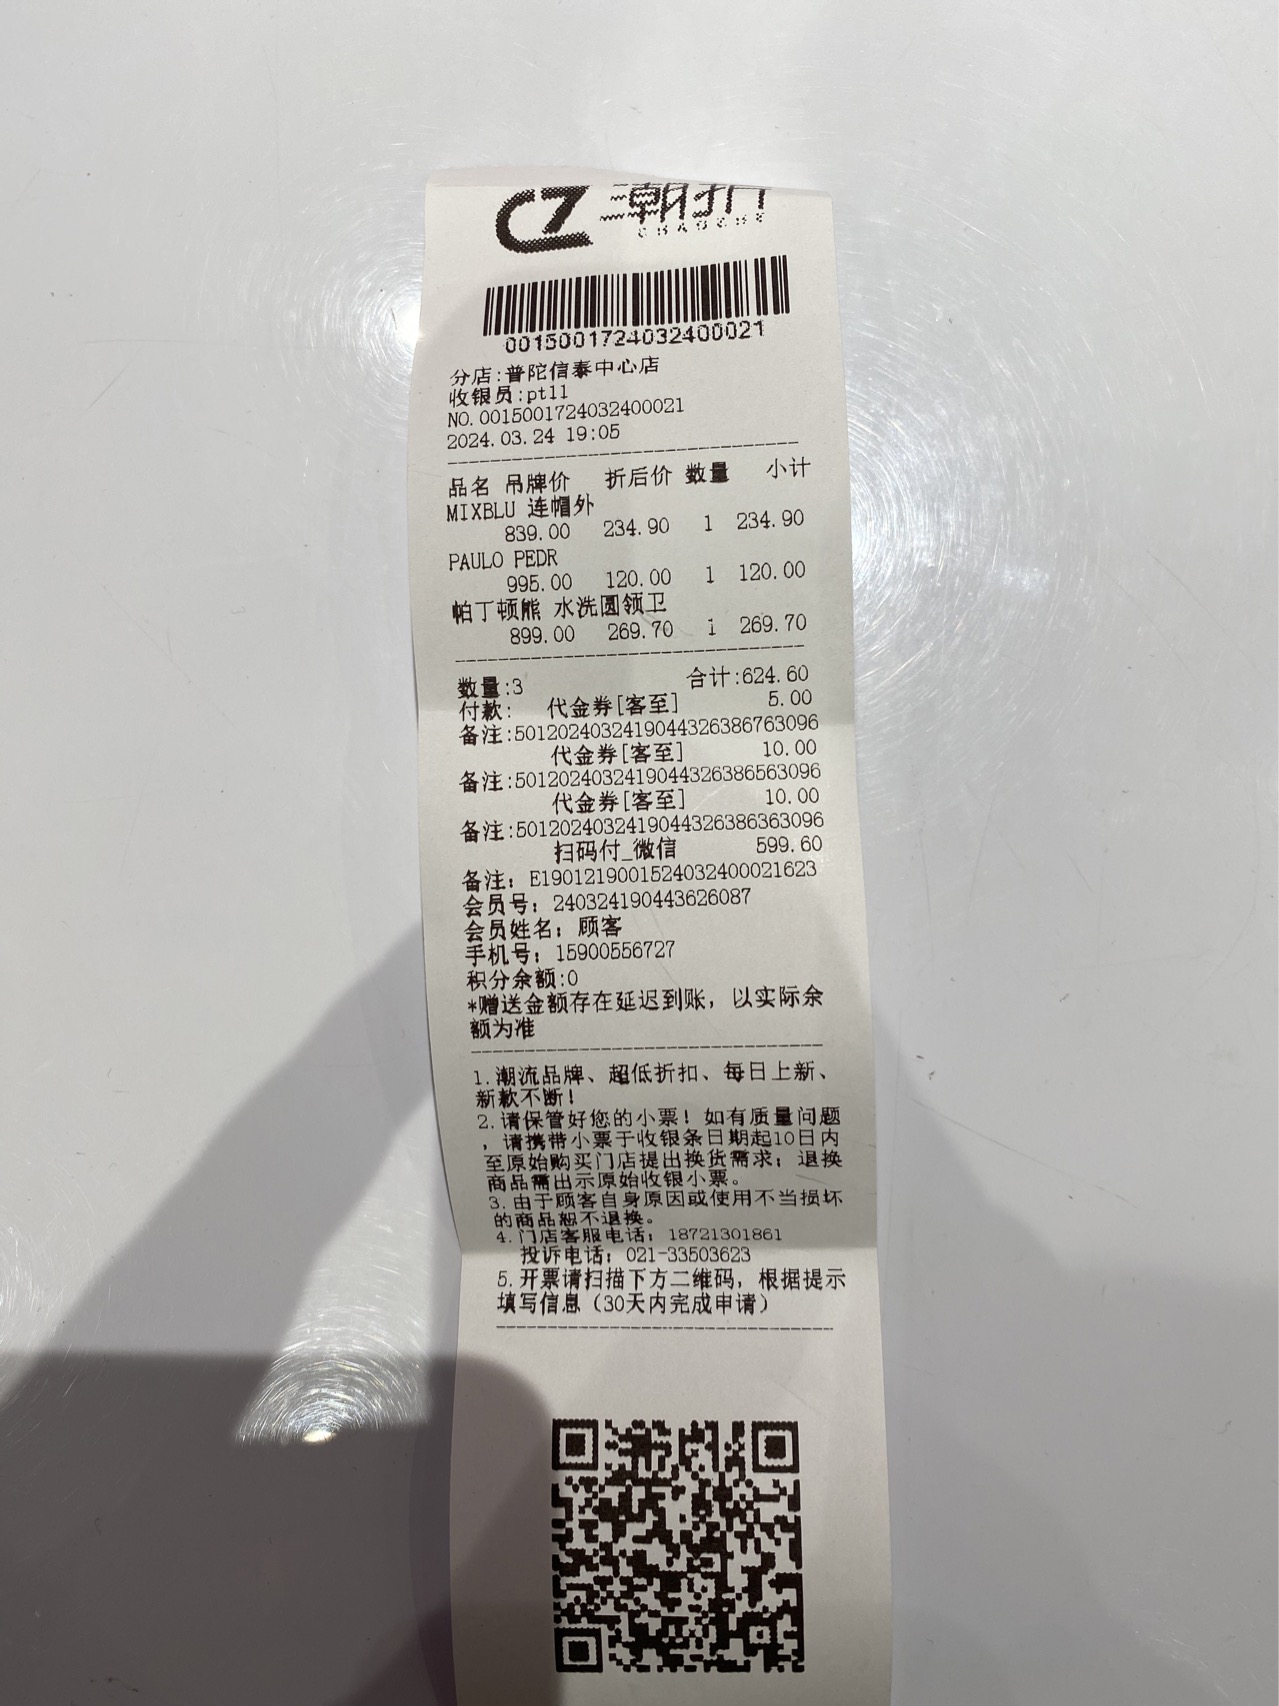 CZ 潮折
CHAOZHE
0015001724032400021
分店:普陀信泰中心店
收银员:pt11
NO.0015001724032400021
2024.03.24 19:05
品名 吊牌价 折后价 数量 小计
MIXBLU 连帽外
839.00 234.90 1 234.90
PAULO PEDR
995.00 120.00 1 120.00
帕丁顿熊 水洗圆领卫
899.00 269.70 1 269.70
数量:3 合计:624.60
付款: 代金券[客至] 5.00
备注:5012024032419044326386763096
代金券[客至] 10.00
备注:5012024032419044326386563096
代金券[客至] 10.00
备注:5012024032419044326386363096
扫码付_微信 599.60
备注: E1901219001524032400021623
会员号: 240324190443626087
会员姓名: 顾客
手机号: 15900556727
积分余额:0
*赠送金额存在延迟到账, 以实际余
额为准
1.潮流品牌、超低折扣、每日上新、
新款不断!
2.请保管好您的小票! 如有质量问题
, 请携带小票于收银条日期起10日内
至原始购买门店提出换货需求; 退换
商品需出示原始收银小票。
3.由于顾客自身原因或使用不当损坏
的商品恕不退换。
4.门店客服电话: 18721301861
投诉电话: 021-33503623
5.开票请扫描下方二维码, 根据提示
填写信息 (30天内完成申请)